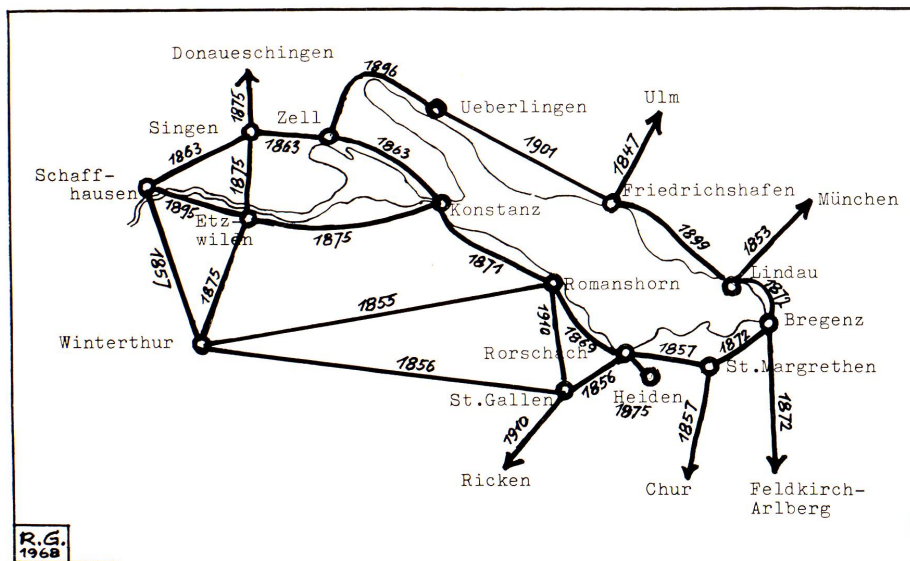 Donaueschingen
1896
1875
Ueberlingen
Ulm
Zell
Singen
1863
1863
1863
1901
1847
Schaff-
hausen
1875
Friedrichshafen
München
1895
Etz-
wilen
1875
Konstanz
1899
1853
1857
1875
1871
Lindau
1872
Romanshorn
1855
1910
1869
Bregenz
Winterthur
1856
Rorschach
1857
1872
St.Margrethen
1856
St.Gallen
Heiden
1875
1910
1857
1872
Ricken
Chur
Feldkirch-
Arlberg
R.G.
1968